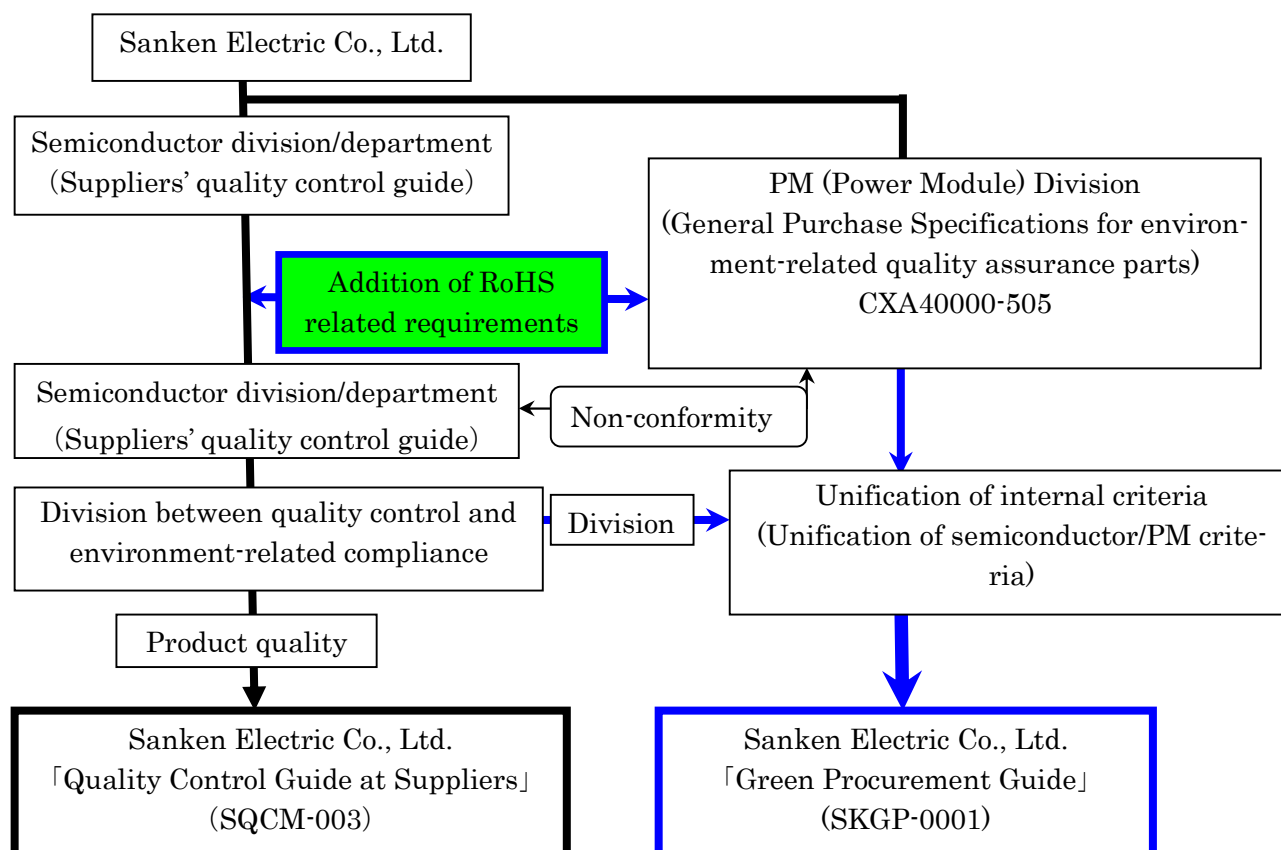 Sanken Electric Co., Ltd.
Semiconductor division/department
(Suppliers’ quality control guide)
PM (Power Module) Division
(General Purchase Specifications for environ-
ment-related quality assurance parts)
CXA40000-505
Addition of RoHS
related requirements
Semiconductor division/department
(Suppliers’ quality control guide)
Non-conformity
Division between quality control and
environment-related compliance
Division
Unification of internal criteria
(Unification of semiconductor/PM crite-
ria)
Product quality
Sanken Electric Co., Ltd.
「Quality Control Guide at Suppliers」
(SQCM-003)
Sanken Electric Co., Ltd.
「Green Procurement Guide」
(SKGP-0001)